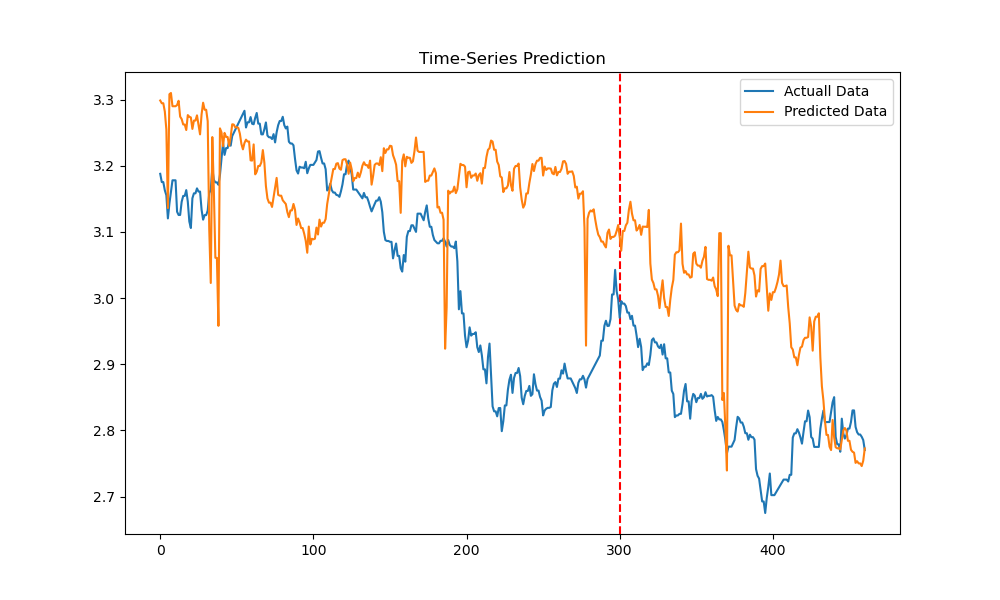 Time-Series Prediction
Actuall Data
Predicted Data
3.3
3.2
3.1
3.0
2.9
2.8
2.7
0 100 200 300 400